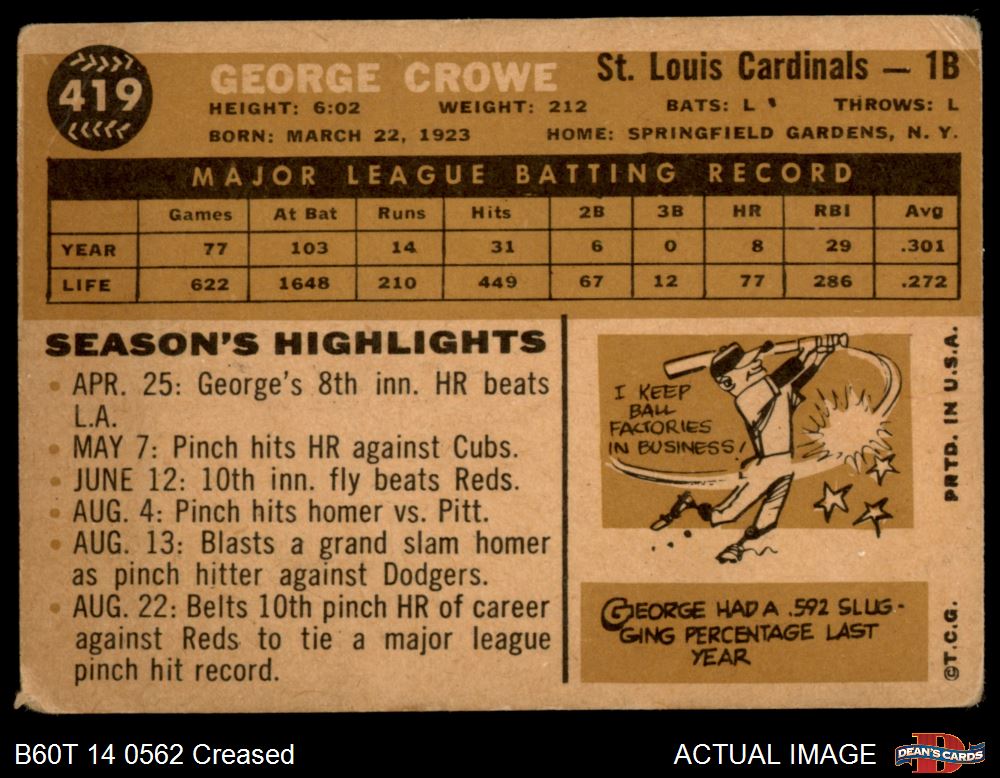 419
GEORGE CROWE
St. Louis Cardinals — 1B
HEIGHT: 6:02 WEIGHT: 212 BATS: L THROWS: L
BORN: MARCH 22, 1923 HOME: SPRINGFIELD GARDENS, N. Y.
MAJOR LEAGUE BATTING RECORD
Games At Bat Runs Hits 2B 3B HR RBI Avg
YEAR 77 103 14 31 6 0 8 29 .301
LIFE 622 1648 210 449 67 12 77 286 .272
SEASON'S HIGHLIGHTS
• APR. 25: George's 8th inn. HR beats
L.A.
• MAY 7: Pinch hits HR against Cubs.
• JUNE 12: 10th inn. fly beats Reds.
• AUG. 4: Pinch hits homer vs. Pitt.
• AUG. 13: Blasts a grand slam homer
as pinch hitter against Dodgers.
• AUG. 22: Belts 10th pinch HR of career
against Reds to tie a major league
pinch hit record.
I KEEP
BALL
FACTORIES
IN BUSINESS!
GEORGE HAD A .592 SLUG-
GING PERCENTAGE LAST
YEAR
PRTD. IN U.S.A.
©T.C.G.
B60T 14 0562 Creased
ACTUAL IMAGE
DEAN'S CARDS